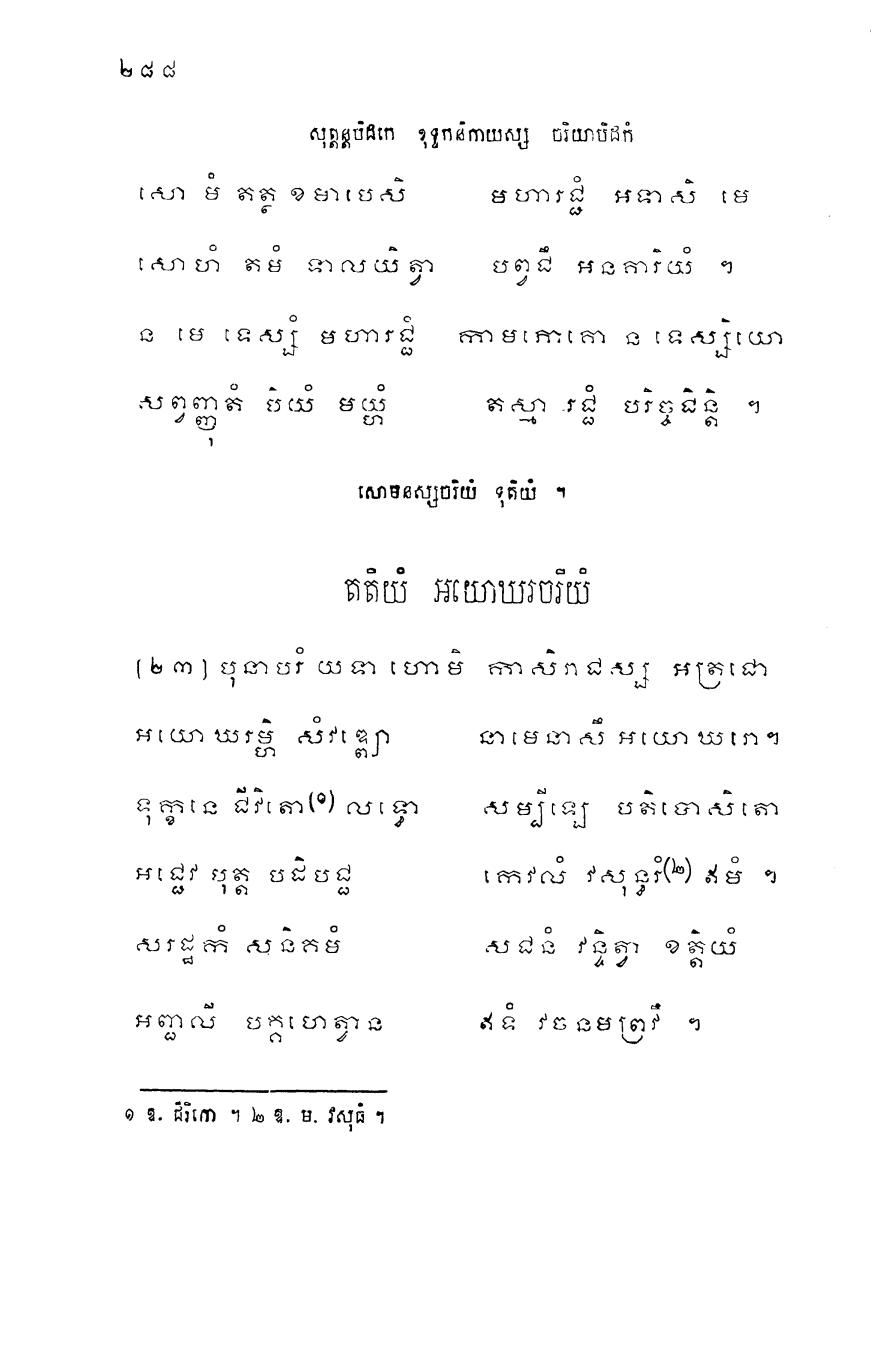 ២៨៨
សុត្តន្តបិដកេ ខុទ្ទកនិកាយស្ស ចរិយាបិដកំ
សោ មំ តត្ថ ខមាបេសិ មហារជ្ជំ អទាសិ មេ
សោហំ តមំ ទាលយិត្វា បព្វជឹ អនគារិយំ ។
ន មេ ទេស្សំ មហារជ្ជំ កាមភោគោ ន ទេស្សិយោ
សព្វញ្ញុតំ បិយំ មយ្ហំ តស្មា រជ្ជំ បរិច្ចជិន្តិ ។
សោមនស្សចរិយំ ទុតិយំ ។
តតិយំ អយោឃរចរិយំ
[២៣] បុនាបរំ យទា ហោមិ កាសិរាជស្ស អត្រជោ
អយោឃរម្ហិ សំវឌ្ឍោ នាមេនាសឹ អយោឃរោ។
ទុក្ខេន ជីវិតោ(១) លទ្ធោ សម្បីឡេ បតិបោសិតោ
អជ្ជេវ បុត្ត បដិបជ្ជ កេវលំ វសុន្ធរំ(២) ឥមំ ។
សរដ្ឋកំ សនិគមំ សជនំ វន្ទិត្វា ខត្តិយំ
អញ្ជលី បគ្គហេត្វាន ឥទំ វចនមព្រវឹ ។
១ ឱ. ជីវិកោ ។ ២ ឱ. ម. វសុធំ ។